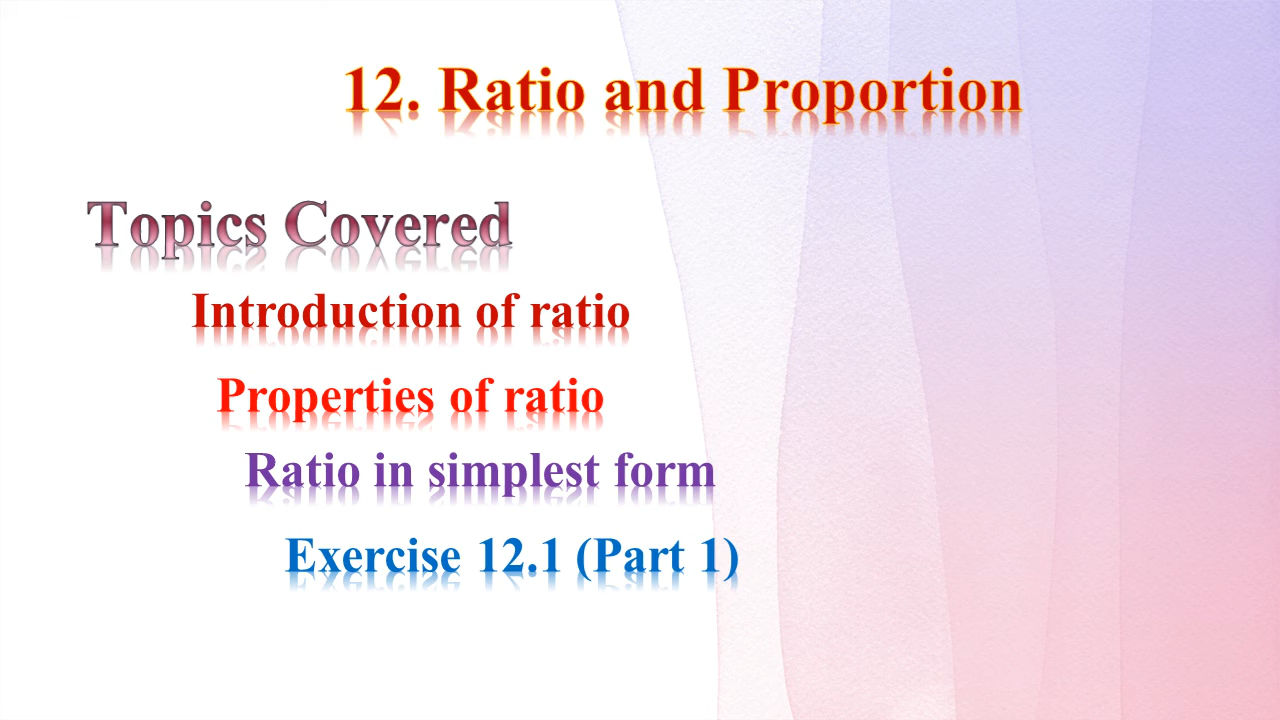 12. Ratio and Proportion
Topics Covered
Introduction of ratio
Properties of ratio
Ratio in simplest form
Exercise 12.1 (Part 1)